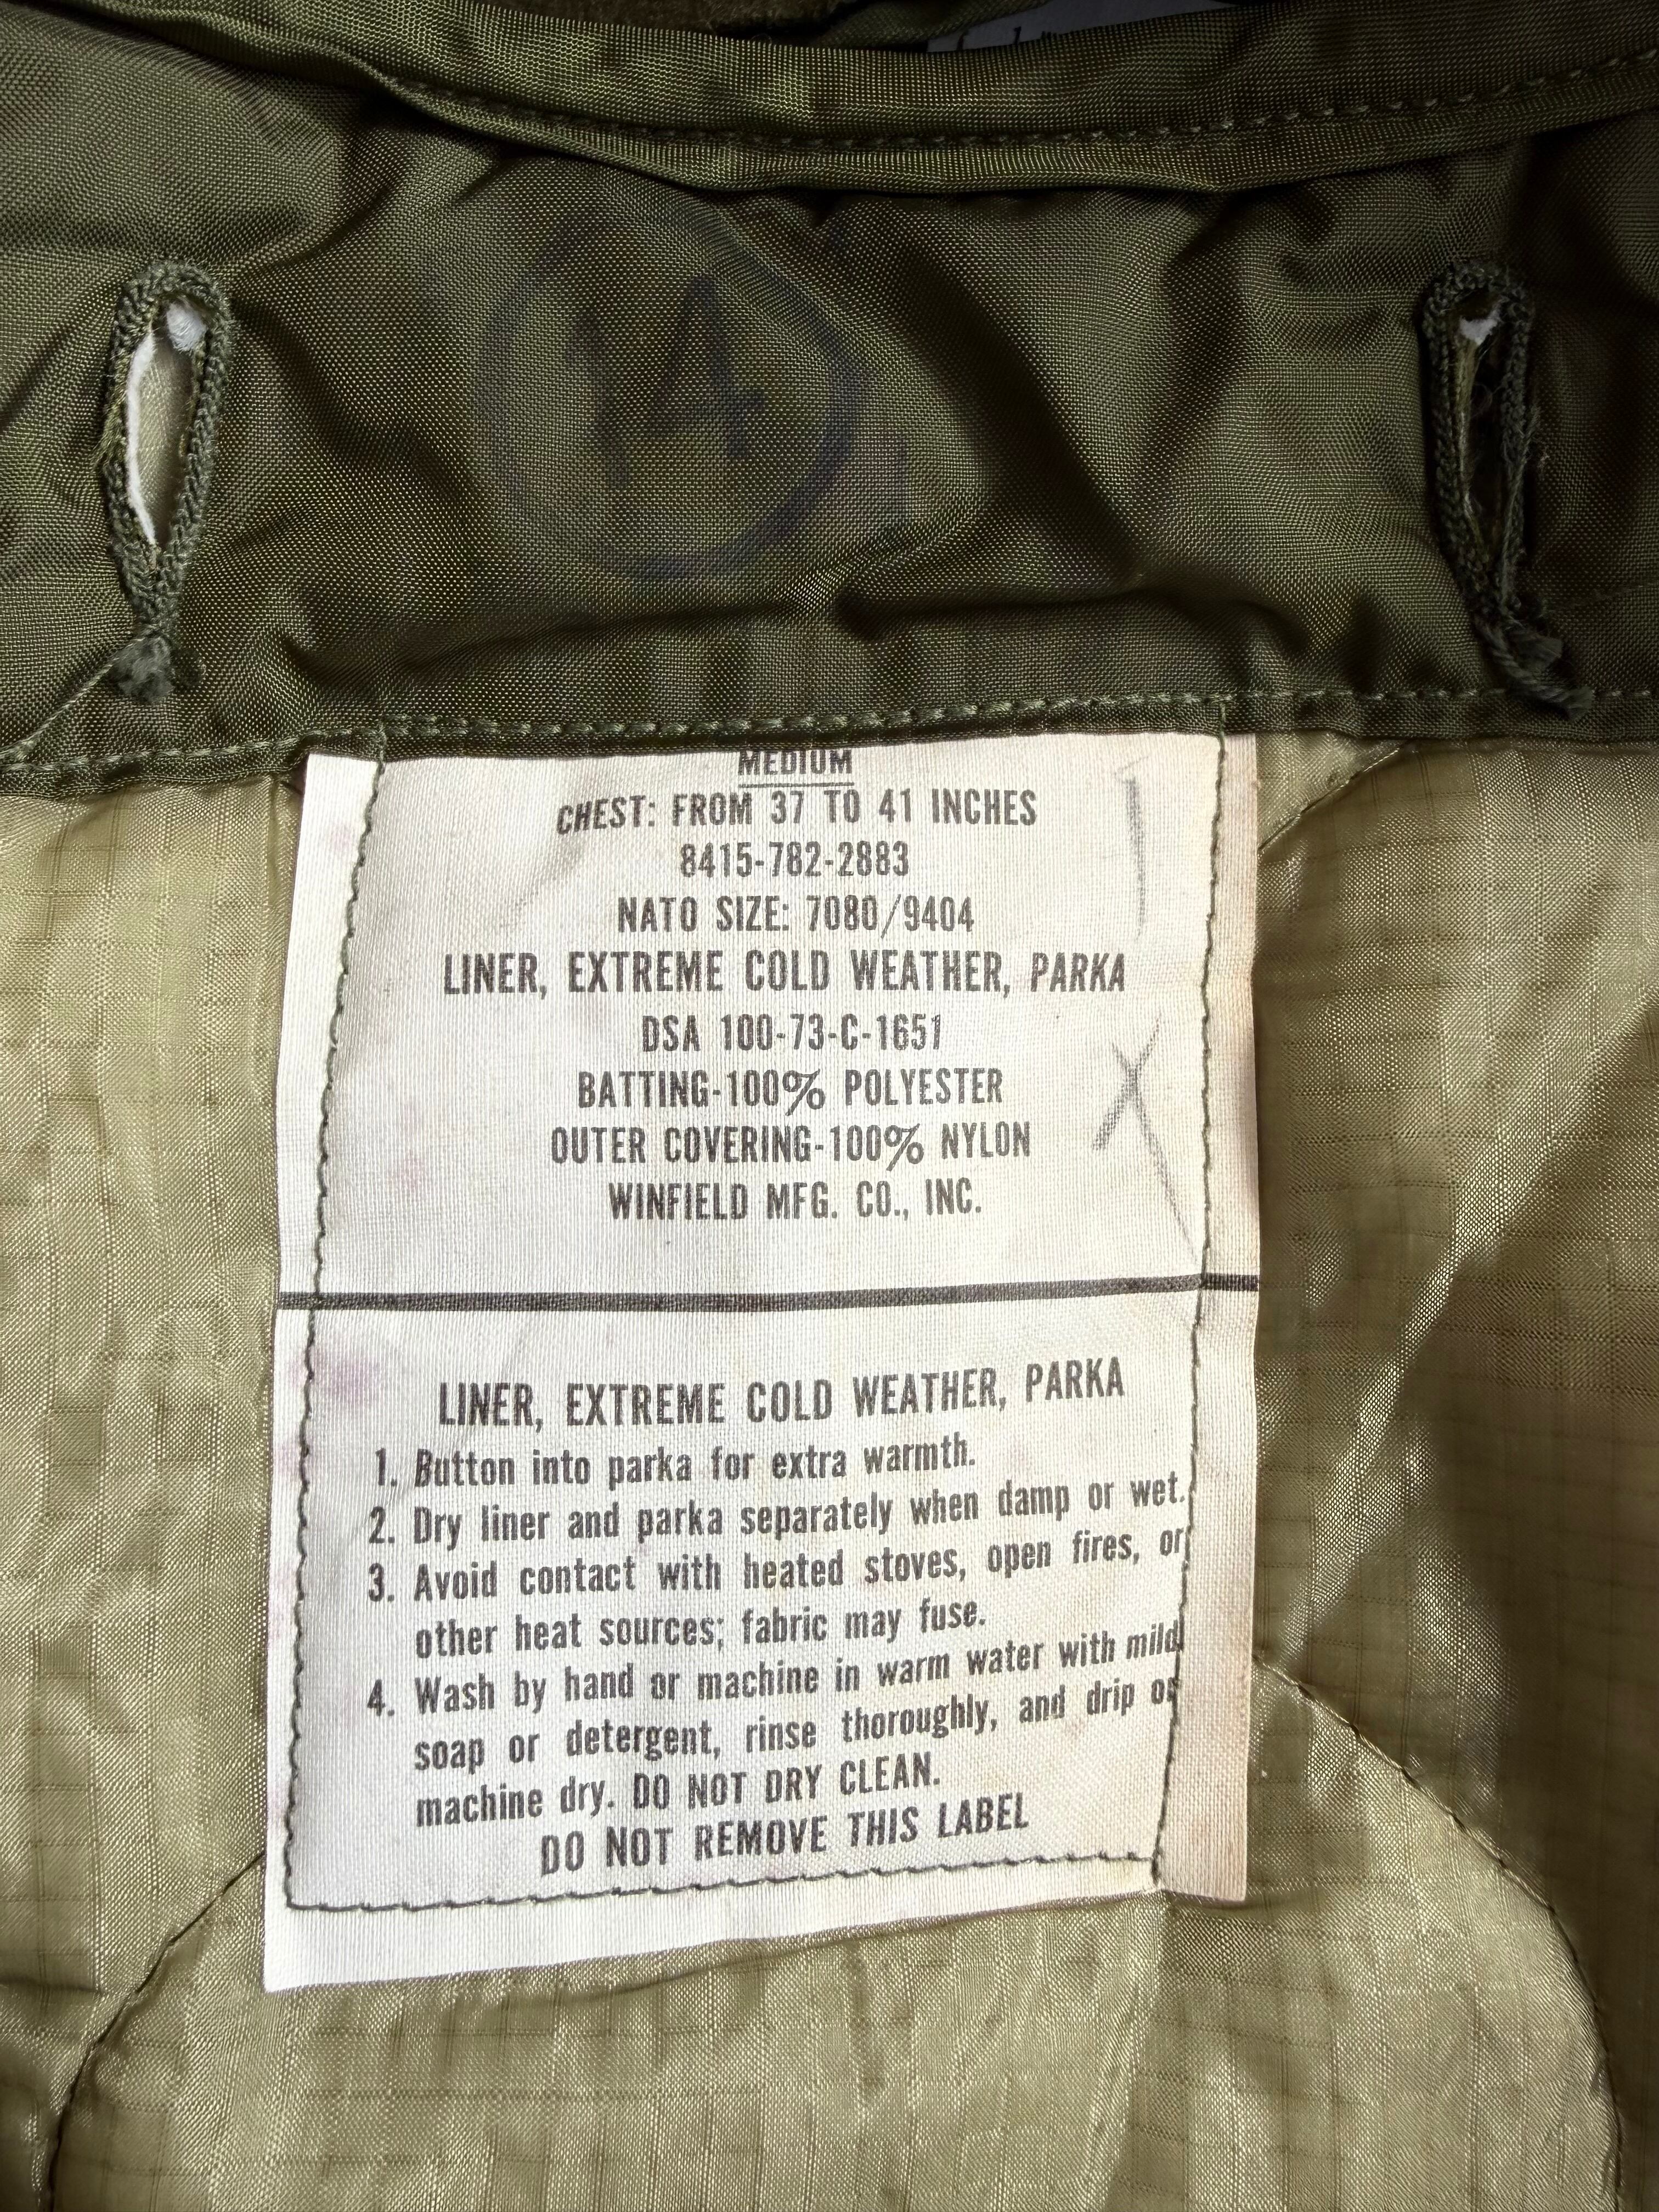 14
MEDIUM
CHEST: FROM 37 TO 41 INCHES
8415-782-2883
NATO SIZE: 7080/9404
LINER, EXTREME COLD WEATHER, PARKA
DSA 100-73-C-1651
BATTING-100% POLYESTER
OUTER COVERING-100% NYLON
WINFIELD MFG. CO., INC.
LINER, EXTREME COLD WEATHER, PARKA
1. Button into parka for extra warmth.
2. Dry liner and parka separately when damp or wet.
3. Avoid contact with heated stoves, open fires, or
other heat sources; fabric may fuse.
4. Wash by hand or machine in warm water with mild
soap or detergent, rinse thoroughly, and drip or
machine dry. DO NOT DRY CLEAN.
DO NOT REMOVE THIS LABEL